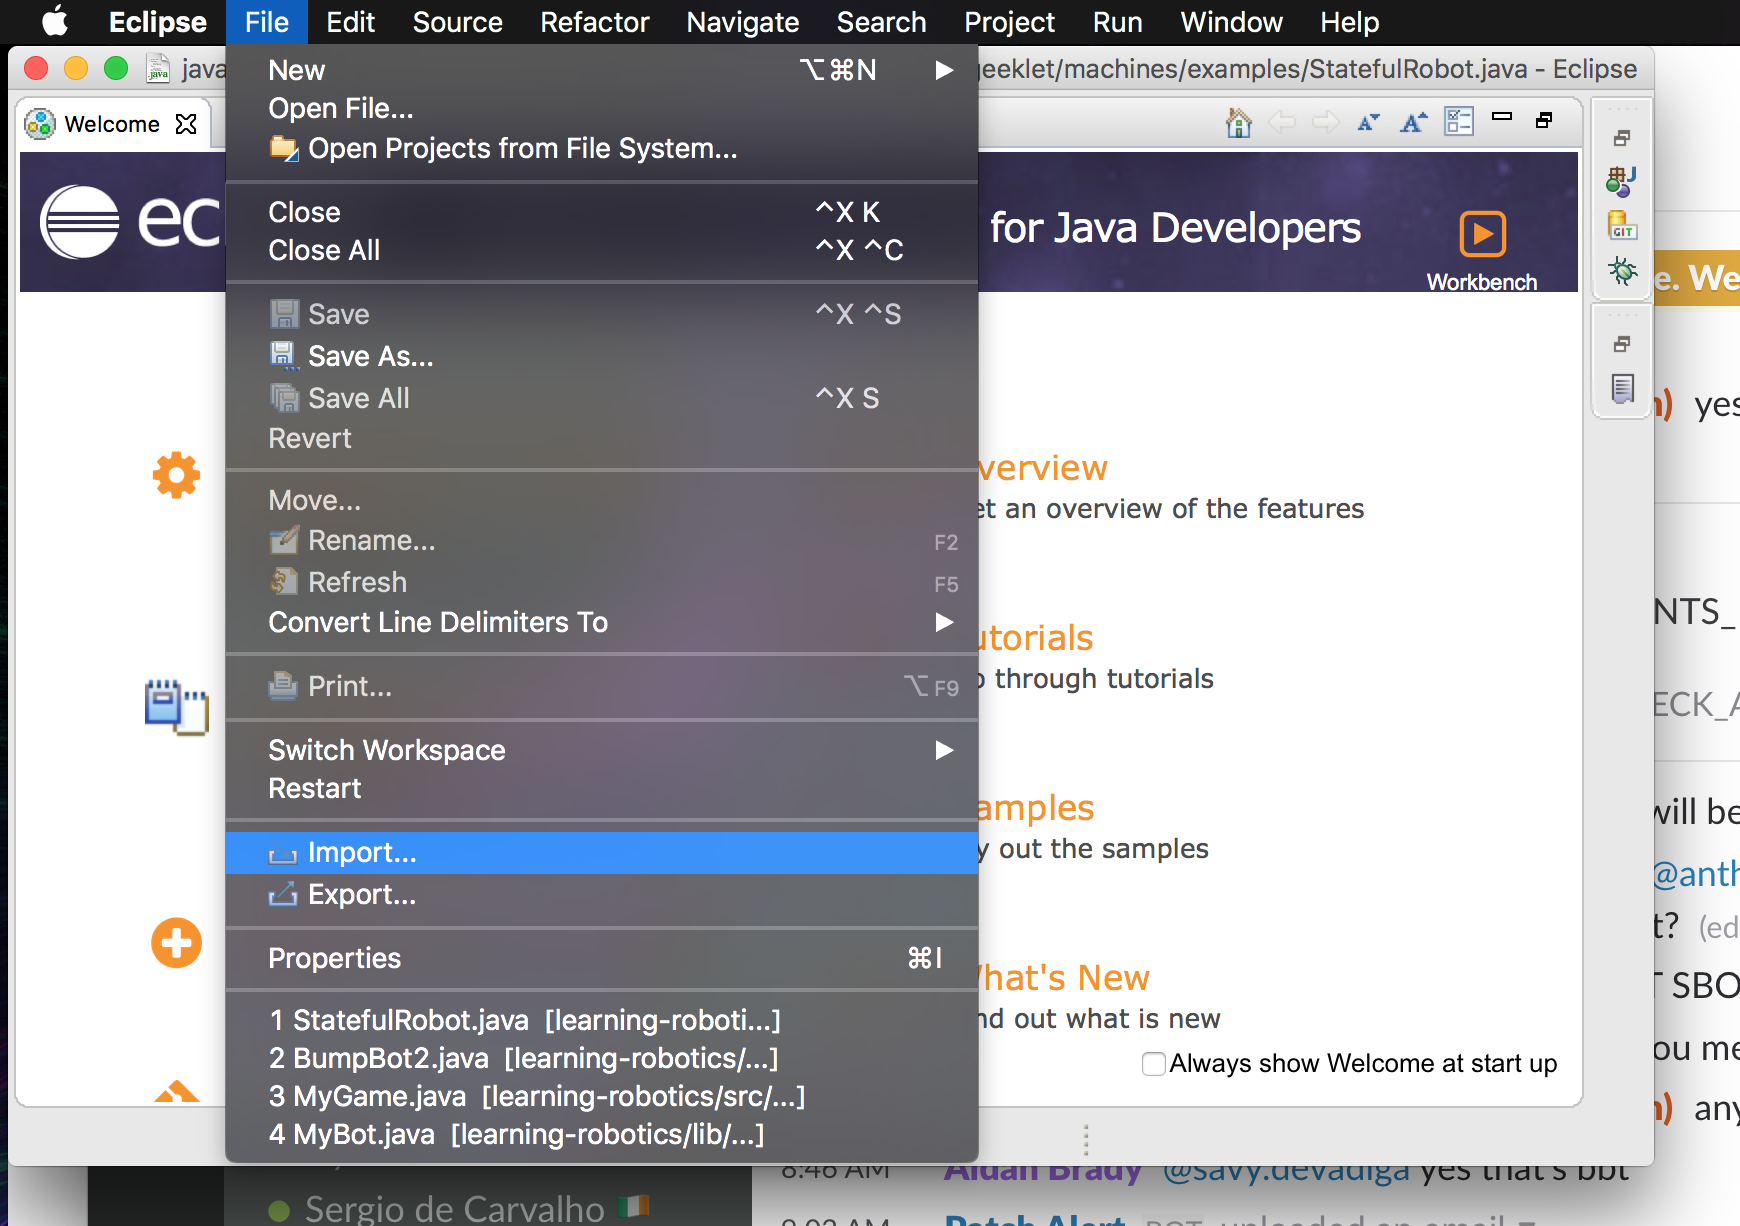 Eclipse File Edit Source Refactor Navigate Search Project Run Window Help
java
geeklet/machines/examples/StatefulRobot.java - Eclipse
Welcome
ec
for Java Developers
Workbench
New ⌥⌘N
Open File...
Open Projects from File System...
Close ^X K
Close All ^X ^C
Save ^X ^S
Save As...
Save All ^X S
Revert
Move...
Rename... F2
Refresh F5
Convert Line Delimiters To
Print... ⌥F9
Switch Workspace
Restart
Import...
Export...
Properties ⌘I
1 StatefulRobot.java [learning-roboti...]
2 BumpBot2.java [learning-robotics/...]
3 MyGame.java [learning-robotics/src/...]
4 MyBot.java [learning-robotics/lib/...]
verview
et an overview of the features
utorials
o through tutorials
amples
y out the samples
What's New
nd out what is new
Always show Welcome at start up
GIT
e. We
n) yes
NTS_
ECK_A
will be
@anth
t? (ed
T SBO
ou me
n) any
8:46 AM Aidan Brady @savy.devadiga yes that's bbt
Sergio de Carvalho
9:03 AM Patch Alert BOT uploaded an email